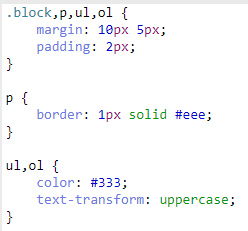 .block,p,ul,ol {
    margin: 10px 5px;
    padding: 2px;
}

p {
    border: 1px solid #eee;
}

ul,ol {
    color: #333;
    text-transform: uppercase;
}